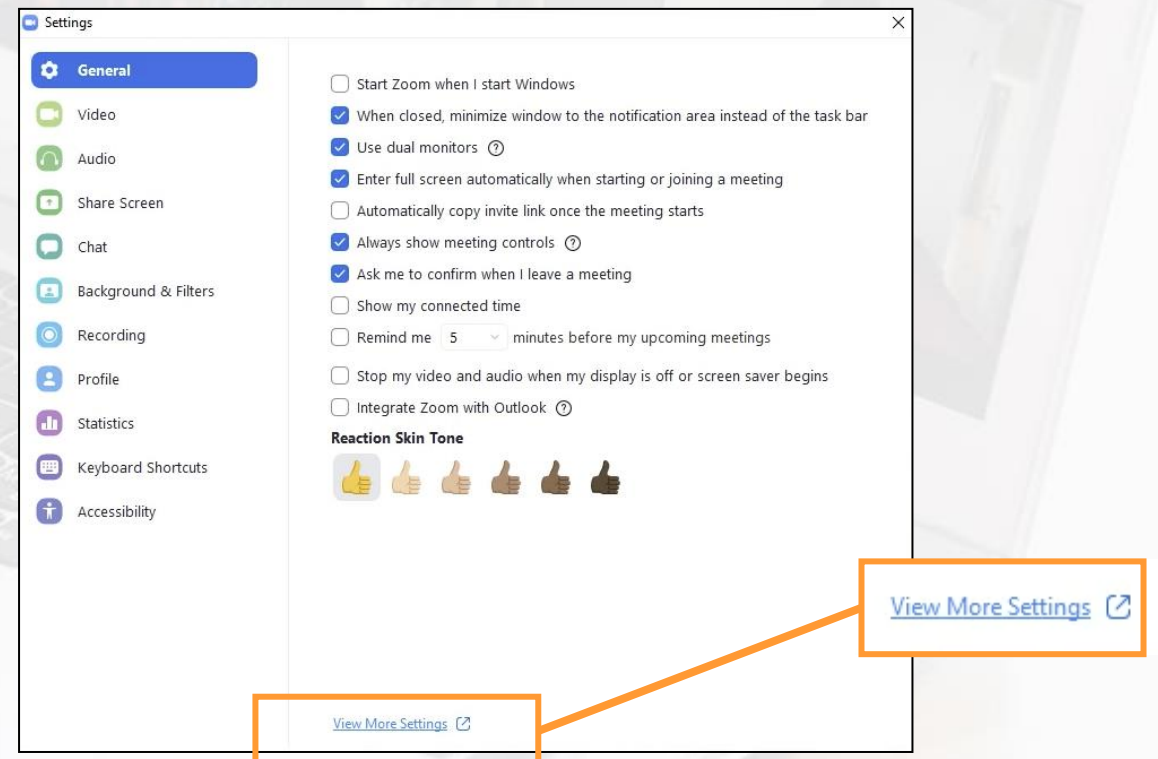 Settings
General
Video
Audio
Share Screen
Chat
Background & Filters
Recording
Profile
Statistics
Keyboard Shortcuts
Accessibility
Start Zoom when I start Windows
When closed, minimize window to the notification area instead of the task bar
Use dual monitors
Enter full screen automatically when starting or joining a meeting
Automatically copy invite link once the meeting starts
Always show meeting controls
Ask me to confirm when I leave a meeting
Show my connected time
Remind me 5 minutes before my upcoming meetings
Stop my video and audio when my display is off or screen saver begins
Integrate Zoom with Outlook
Reaction Skin Tone
View More Settings
View More Settings